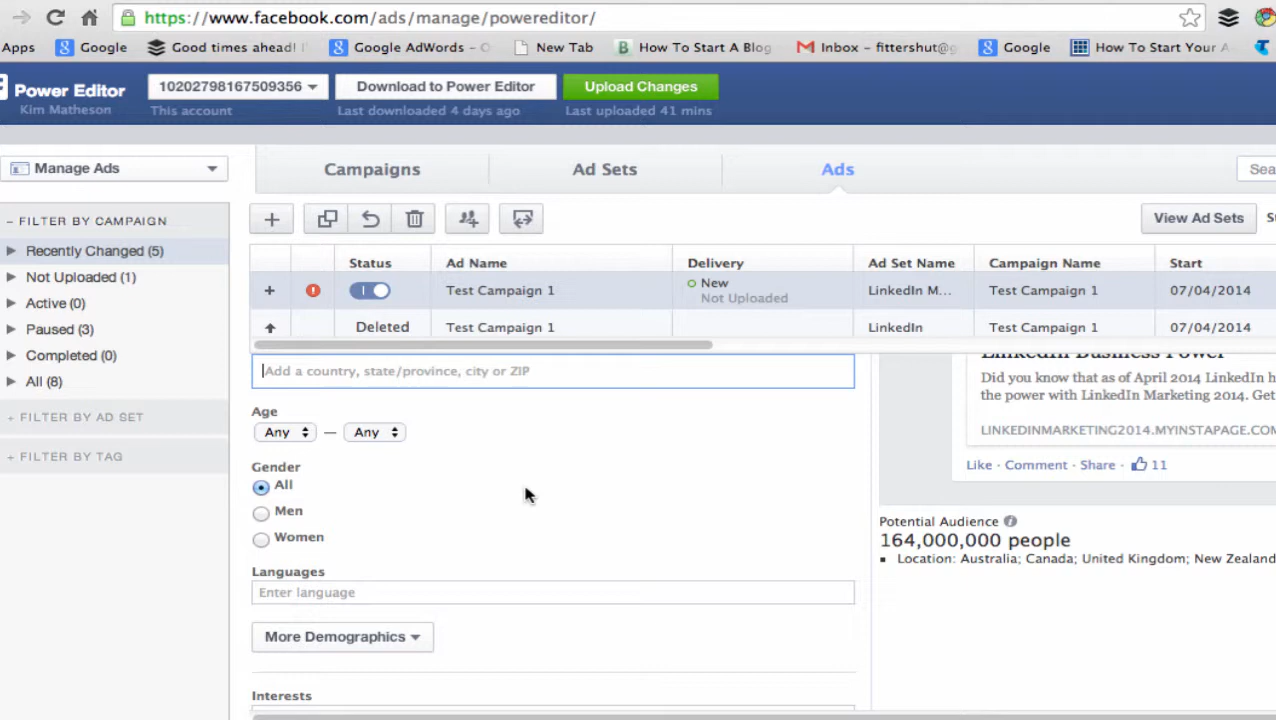 https://www.facebook.com/ads/manage/powereditor/
Apps Google Good times ahead! Google AdWords - New Tab How To Start A Blog Inbox - fittershut@g Google How To Start Your A
Power Editor
Kim Matheson
10202798167509356
This account
Download to Power Editor
Last downloaded 4 days ago
Upload Changes
Last uploaded 41 mins
Manage Ads
Campaigns Ad Sets Ads
Sea
– FILTER BY CAMPAIGN
Recently Changed (5)
Not Uploaded (1)
Active (0)
Paused (3)
Completed (0)
All (8)
+ FILTER BY AD SET
+ FILTER BY TAG
View Ad Sets
Status Ad Name Delivery Ad Set Name Campaign Name Start
Test Campaign 1 New Not Uploaded LinkedIn M... Test Campaign 1 07/04/2014
Deleted Test Campaign 1 LinkedIn Test Campaign 1 07/04/2014
Add a country, state/province, city or ZIP
Age
Any — Any
Gender
All
Men
Women
Languages
Enter language
More Demographics
Interests
LinkedIn Business Power
Did you know that as of April 2014 LinkedIn h
the power with LinkedIn Marketing 2014. Get
LINKEDINMARKETING2014.MYINSTAPAGE.COM
Like · Comment · Share · 11
Potential Audience
164,000,000 people
Location: Australia; Canada; United Kingdom; New Zealand